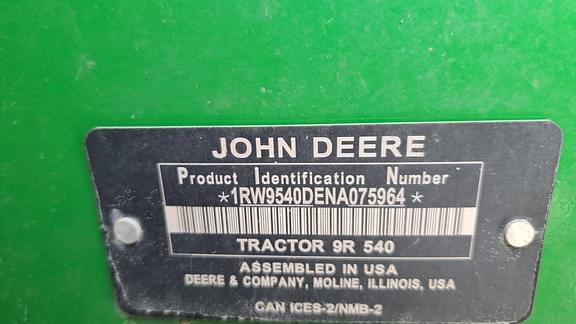 JOHN DEERE
Product Identification Number
*1RW9540DENA075964*
TRACTOR 9R 540
ASSEMBLED IN USA
DEERE & COMPANY, MOLINE, ILLINOIS, USA
CAN ICES-2/NMB-2